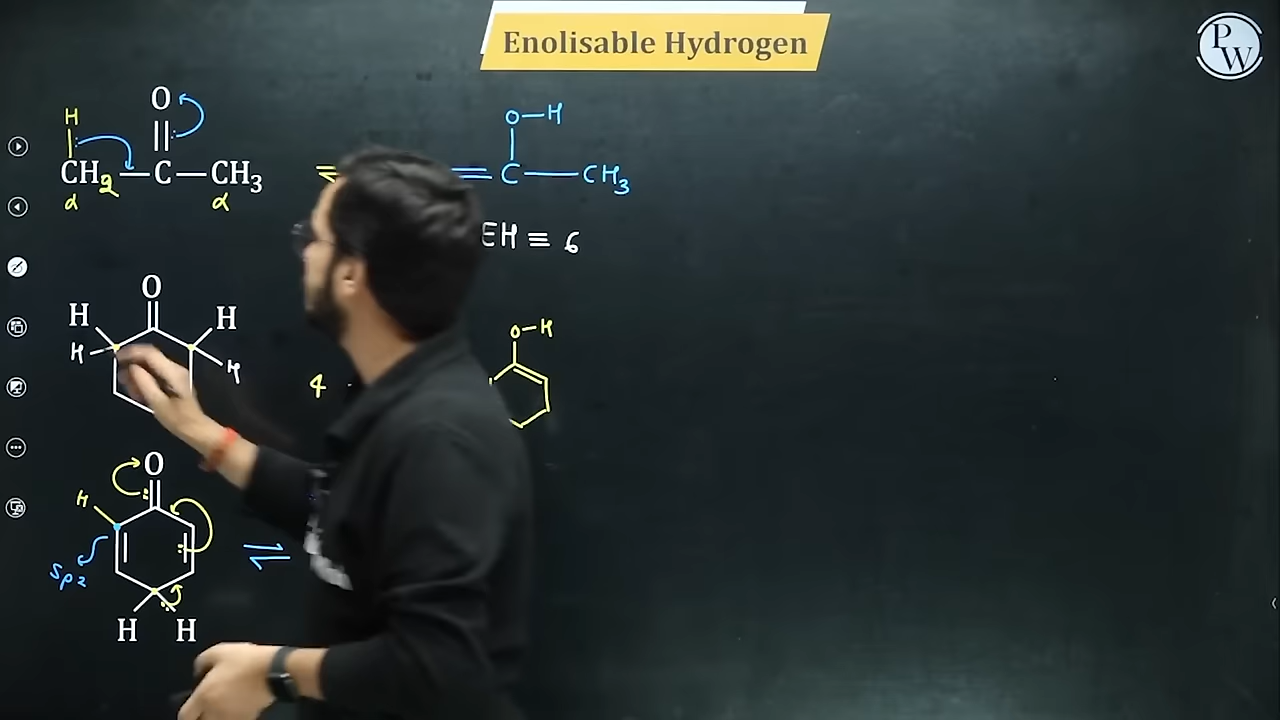 Enolisable Hydrogen
PW
H O O—H
CH2—C—CH3 ⇌ =C—CH3
α α
EH ≡ 6
O
H H O—H
H H 4
O
H
⇌
sp2
H H